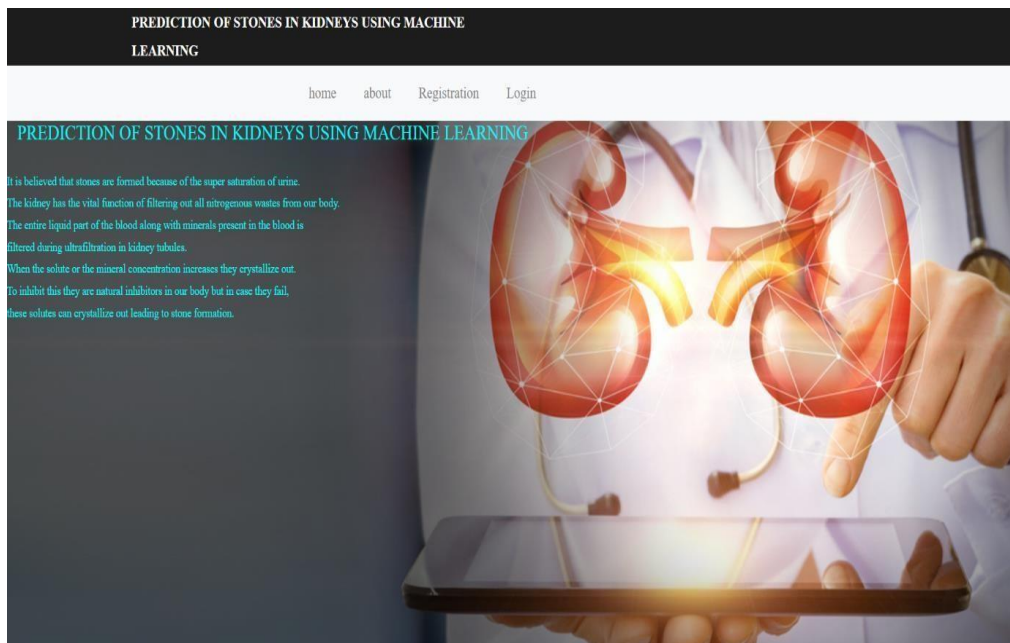 PREDICTION OF STONES IN KIDNEYS USING MACHINE
LEARNING
home about Registration Login
PREDICTION OF STONES IN KIDNEYS USING MACHINE LEARNING
It is believed that stones are formed because of the super saturation of urine.
The kidney has the vital function of filtering out all nitrogenous wastes from our body.
The entire liquid part of the blood along with minerals present in the blood is
filtered during ultrafiltration in kidney tubules.
When the solute or the mineral concentration increases they crystallize out.
To inhibit this they are natural inhibitors in our body but in case they fail,
these solutes can crystallize out leading to stone formation.